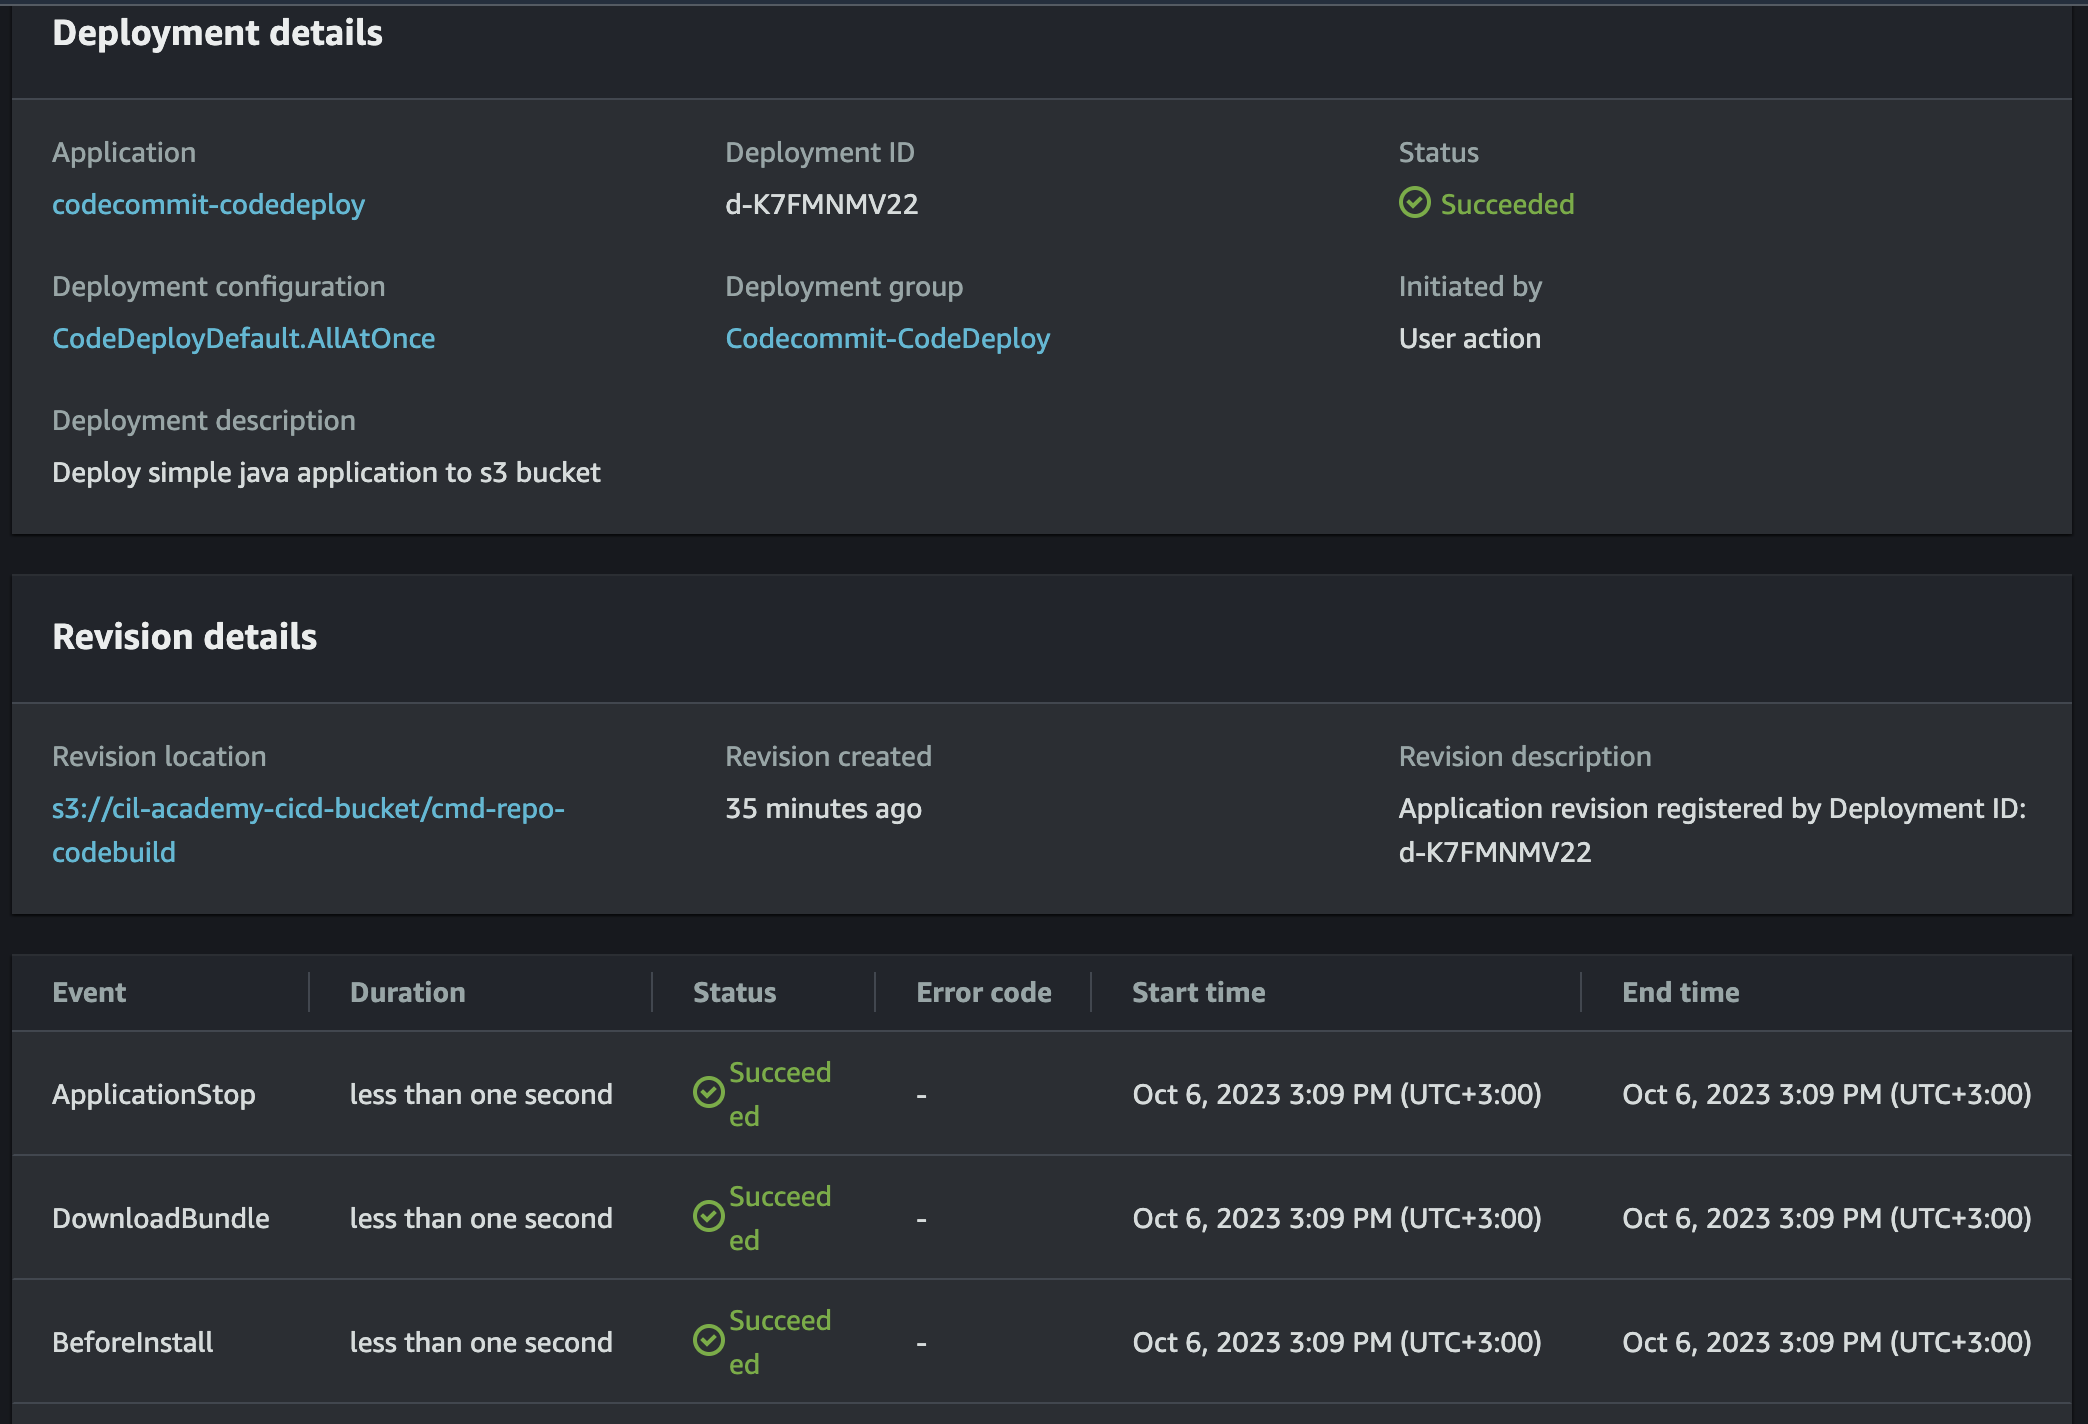 Deployment details
Application
Deployment ID
Status
codecommit-codedeploy
d-K7FMNMV22
Succeeded
Deployment configuration
Deployment group
Initiated by
CodeDeployDefault.AllAtOnce
Codecommit-CodeDeploy
User action
Deployment description
Deploy simple java application to s3 bucket
Revision details
Revision location
Revision created
Revision description
s3://cil-academy-cicd-bucket/cmd-repo-
codebuild
35 minutes ago
Application revision registered by Deployment ID:
d-K7FMNMV22
Event Duration Status Error code Start time End time
ApplicationStop less than one second Succeed
ed - Oct 6, 2023 3:09 PM (UTC+3:00) Oct 6, 2023 3:09 PM (UTC+3:00)
DownloadBundle less than one second Succeed
ed - Oct 6, 2023 3:09 PM (UTC+3:00) Oct 6, 2023 3:09 PM (UTC+3:00)
BeforeInstall less than one second Succeed
ed - Oct 6, 2023 3:09 PM (UTC+3:00) Oct 6, 2023 3:09 PM (UTC+3:00)